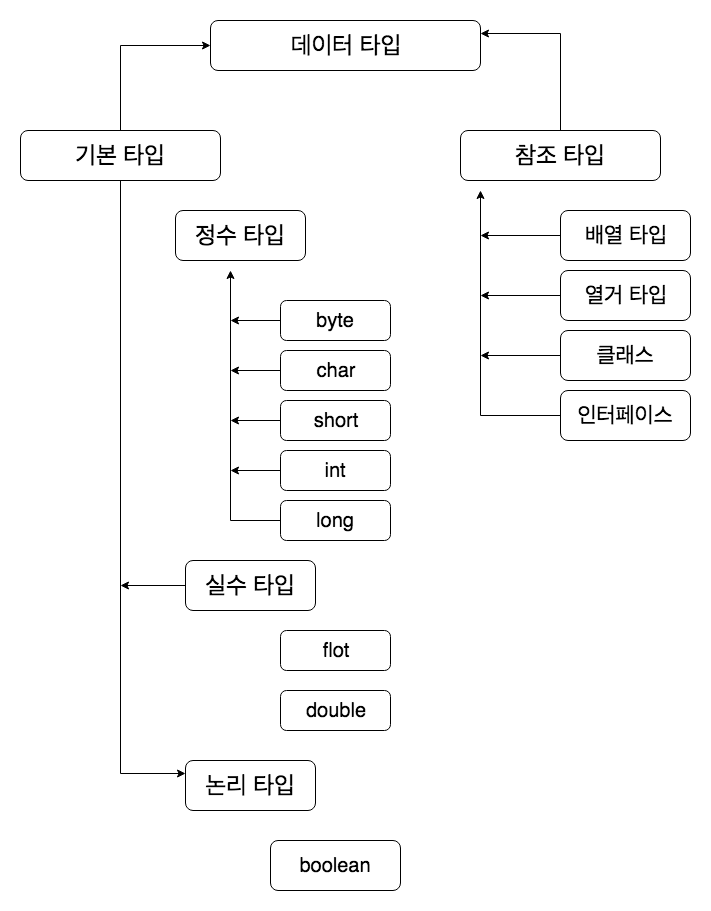 데이터 타입
기본 타입
참조 타입
정수 타입
배열 타입
열거 타입
byte
클래스
char
인터페이스
short
int
long
실수 타입
flot
double
논리 타입
boolean